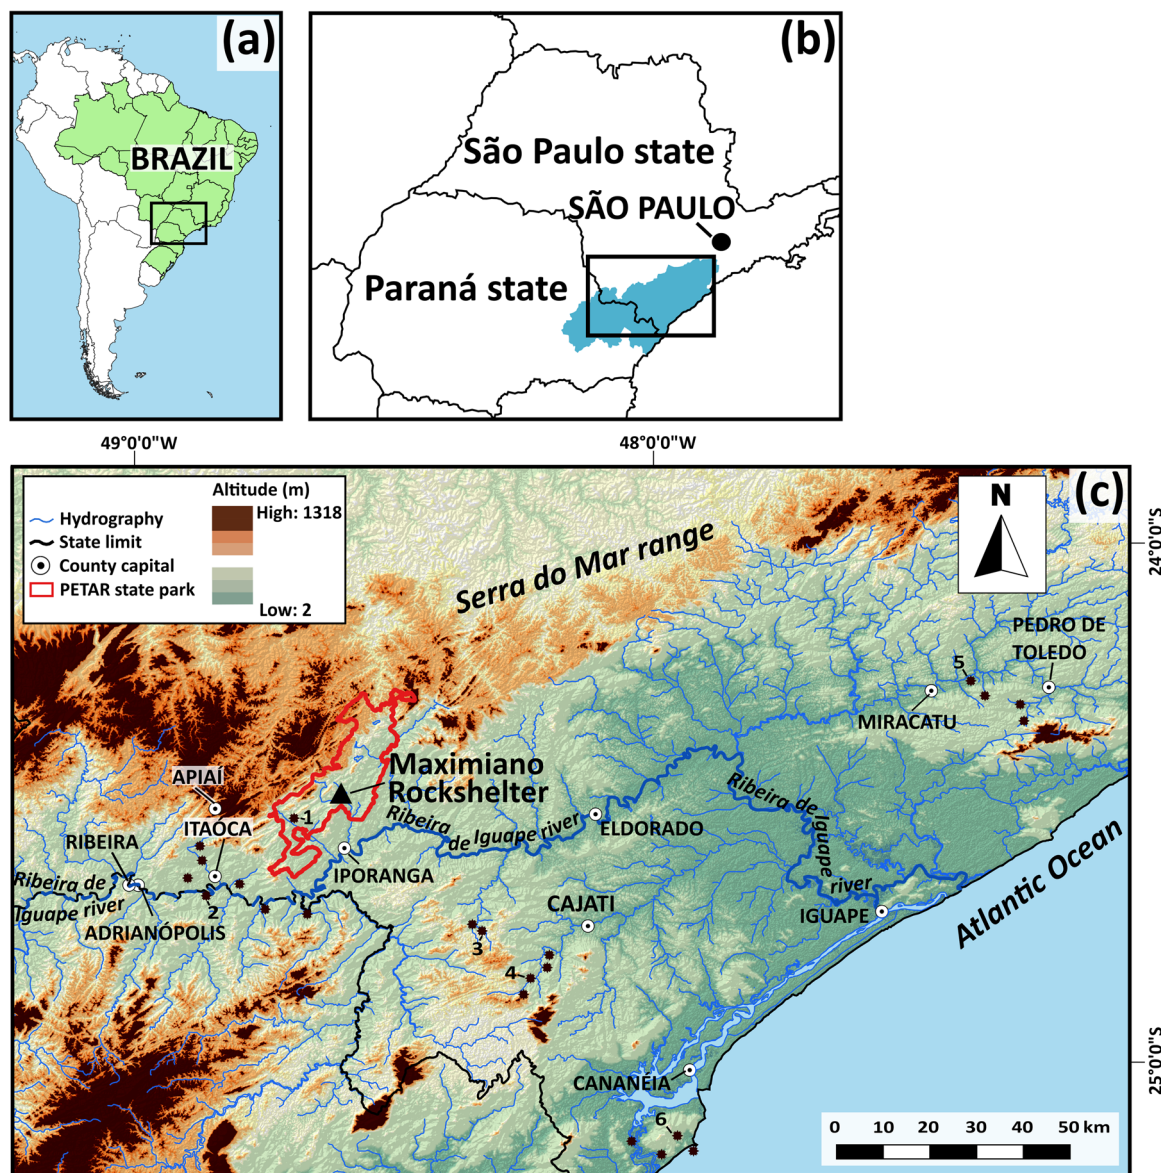 (a)
BRAZIL
(b)
São Paulo state
SÃO PAULO
Paraná state
49°0'0"W
48°0'0"W
(c)
Hydrography
State limit
County capital
PETAR state park
Altitude (m)
High: 1318
Low: 2
N
24°0'0"S
25°0'0"S
Serra do Mar range
PEDRO DE
TOLEDO
5
MIRACATU
Maximiano
Rockshelter
APIAÍ
1
ITAÓCA
RIBEIRA
Ribeira
de Iguape river
ELDORADO
Ribeira de Iguape
river
IPORANGA
Ribeira de
Iguape river
2
ADRIANÓPOLIS
CAJATI
IGUAPE
Atlantic Ocean
3
4
CANANÉIA
6
0 10 20 30 40 50 km